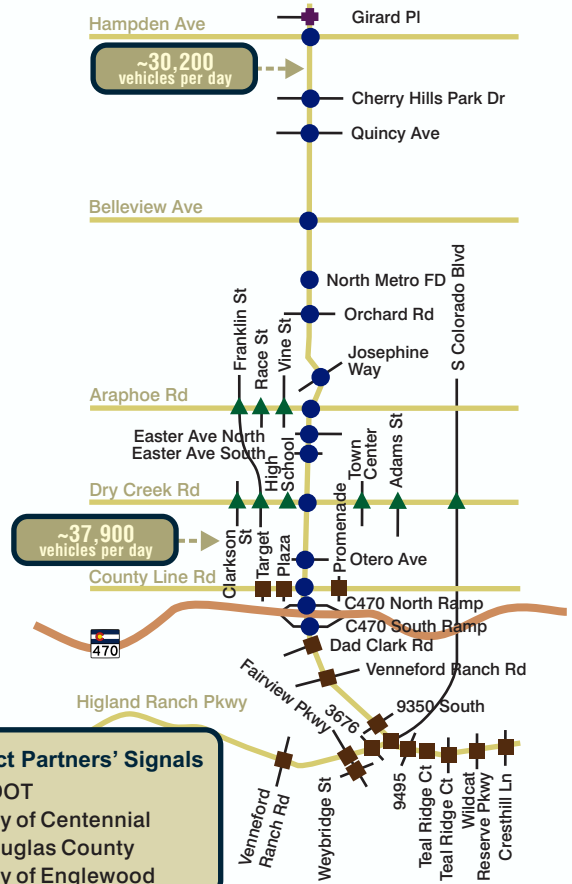 Girard Pl
Hampden Ave
~30,200
vehicles per day
Cherry Hills Park Dr
Quincy Ave
Belleview Ave
North Metro FD
Orchard Rd
Franklin St
Race St
Vine St
S Colorado Blvd
Josephine
Way
Araphoe Rd
Easter Ave North
Easter Ave South
High
School
Town
Center
Adams St
Dry Creek Rd
~37,900
vehicles per day
Clarkson
St
Target
Plaza
Promenade
Otero Ave
County Line Rd
C470 North Ramp
C470 South Ramp
470
Dad Clark Rd
Venneford Ranch Rd
Fairview Pkwy
3676
9350 South
Higland Ranch Pkwy
Venneford
Ranch Rd
Weybridge St
9495
Teal Ridge Ct
Teal Ridge Ct
Wildcat
Reserve Pkwy
Cresthill Ln
ct Partners' Signals
OOT
y of Centennial
uglas County
y of Englewood